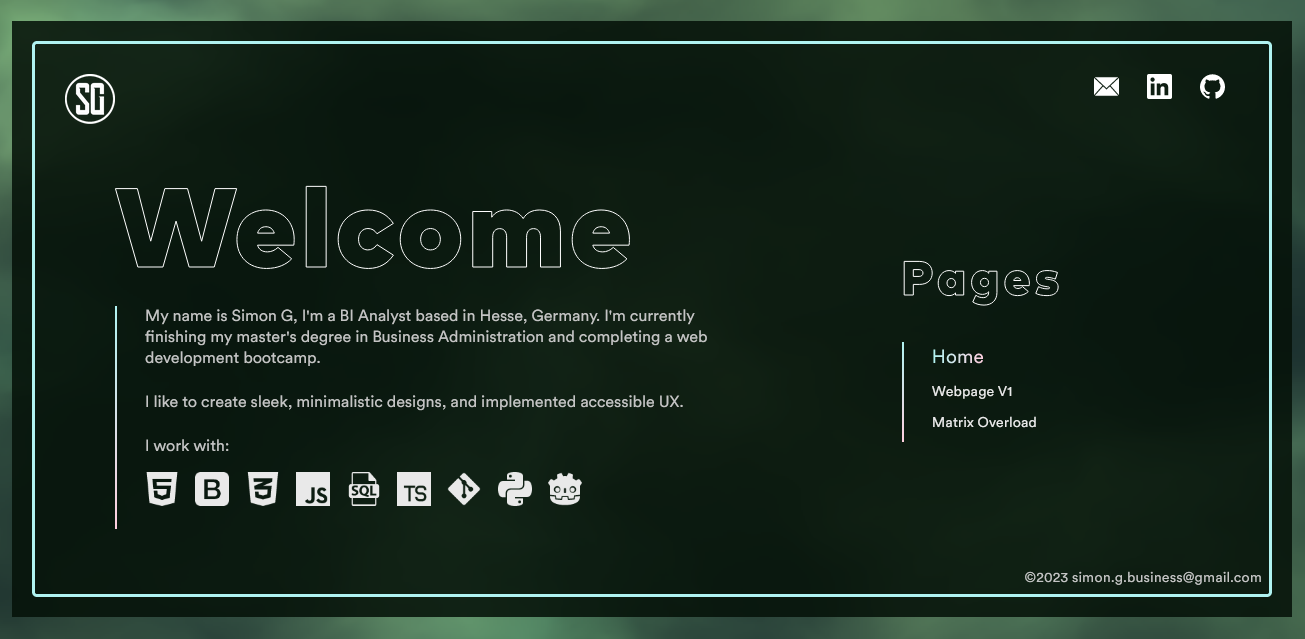 SG
in
Welcome
Pages
My name is Simon G, I'm a BI Analyst based in Hesse, Germany. I'm currently
finishing my master's degree in Business Administration and completing a web
development bootcamp.
I like to create sleek, minimalistic designs, and implemented accessible UX.
I work with:
5 B 3 JS SQL TS
Home
Webpage V1
Matrix Overload
©2023 simon.g.business@gmail.com